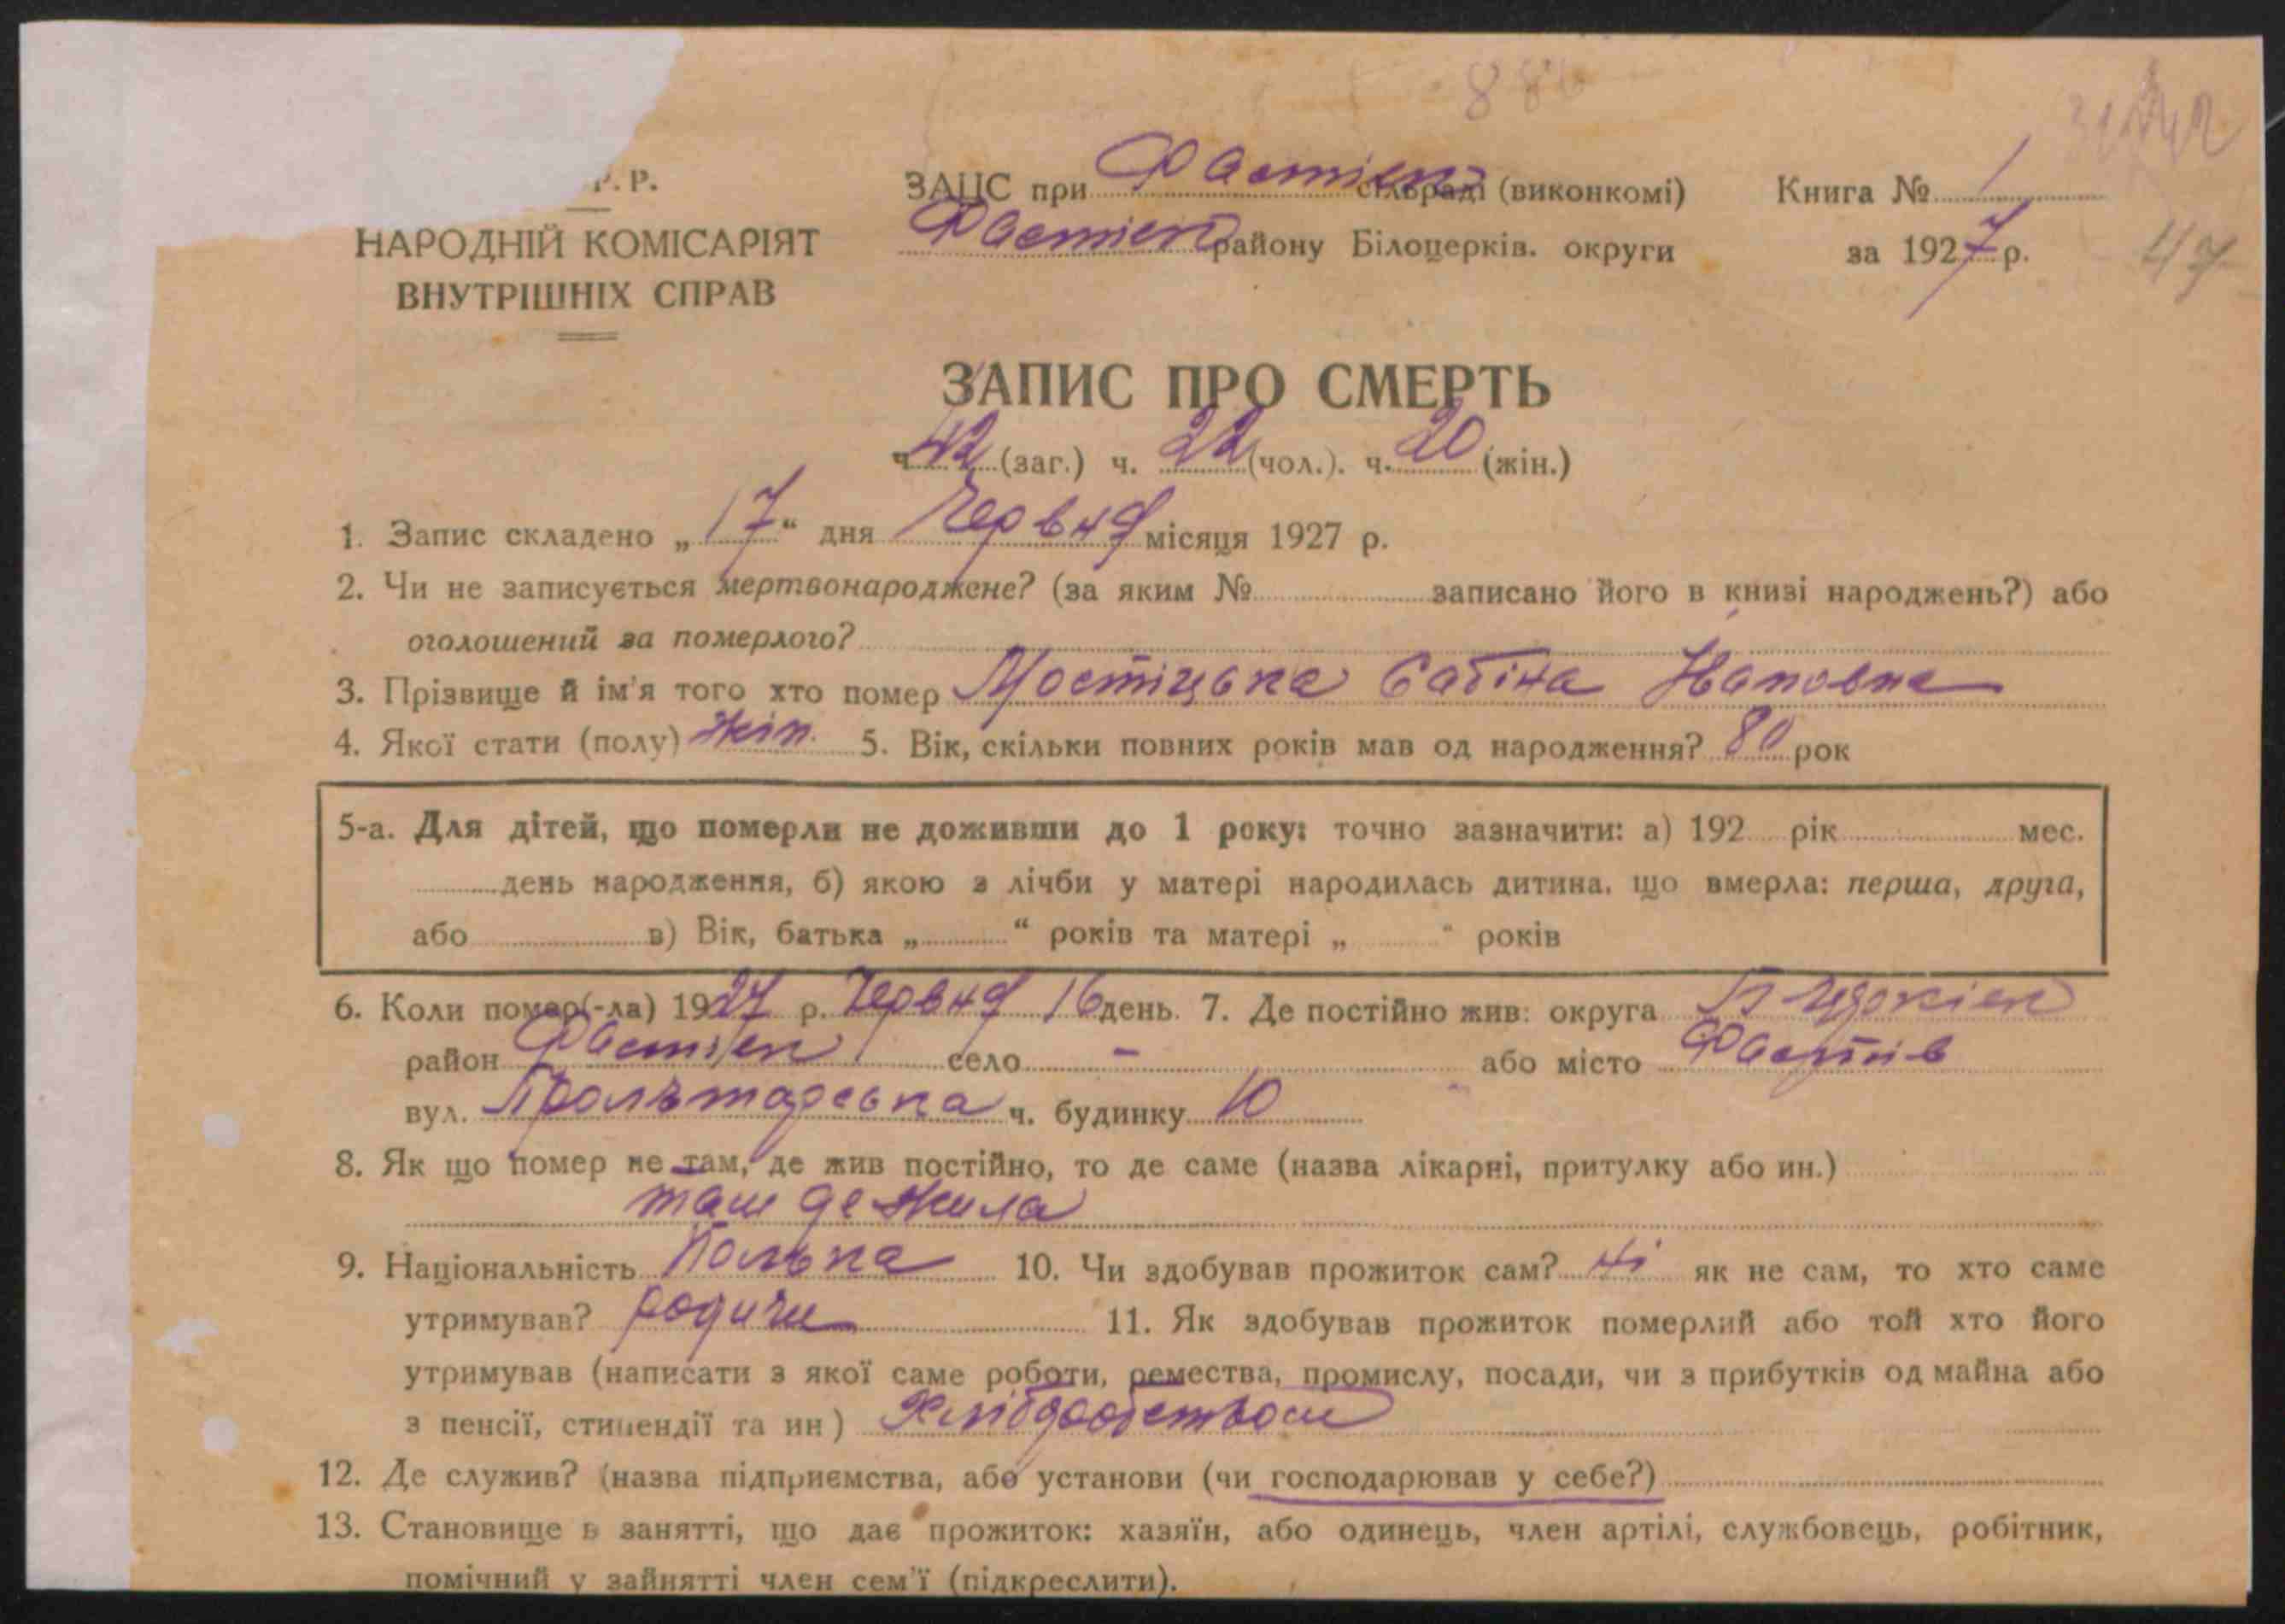 Р. Р.
НАРОДНІЙ КОМІСАРІЯТ
ВНУТРІШНІХ СПРАВ
ЗАЦС при Фастівск сільраді (виконкомі)
Фастівск району Білоцерків. округи
Книга № 1
за 1927 р.
47
ЗАПИС ПРО СМЕРТЬ
ч. 42 (заг.) ч. 22 (чол.). ч. 20 (жін.)
1. Запис складено „17“ дня Червня місяця 1927 р.
2. Чи не записується мертвонароджене? (за яким № записано його в книзі народжень?) або
оголошений за померлого?
3. Прізвище й ім'я того хто помер Мостіцька Сабіна
4. Якої стати (полу) жін. 5. Вік, скільки повних років мав од народження? 80 рок
5-а. Для дітей, що померли не доживши до 1 року: точно зазначити: а) 192 рік мес.
день народження, б) якою з лічби у матері народилась дитина, що вмерла: перша, друга,
або в) Вік, батька „ “ років та матері „ “ років
6. Коли помер(-ла) 1927 р. Червня 16 день. 7. Де постійно жив: округа
район Фастівск село - або місто Фастів
вул. Прольтарська ч. будинку 10
8. Як що помер не там, де жив постійно, то де саме (назва лікарні, притулку або ин.)
там де жила
9. Національність Полька 10. Чи здобував прожиток сам? ні як не сам, то хто саме
утримував? родичи 11. Як здобував прожиток померлий або той хто його
утримував (написати з якої саме роботи, ремества, промислу, посади, чи з прибутків од майна або
з пенсії, стипендії та ин) Хлібороbством
12. Де служив? (назва підприємства, або установи (чи господарював у себе?)
13. Становище в занятті, що дає прожиток: хазяїн, або одинець, член артілі, службовець, робітник,
помічний у зайнятті член сем'ї (підкреслити).